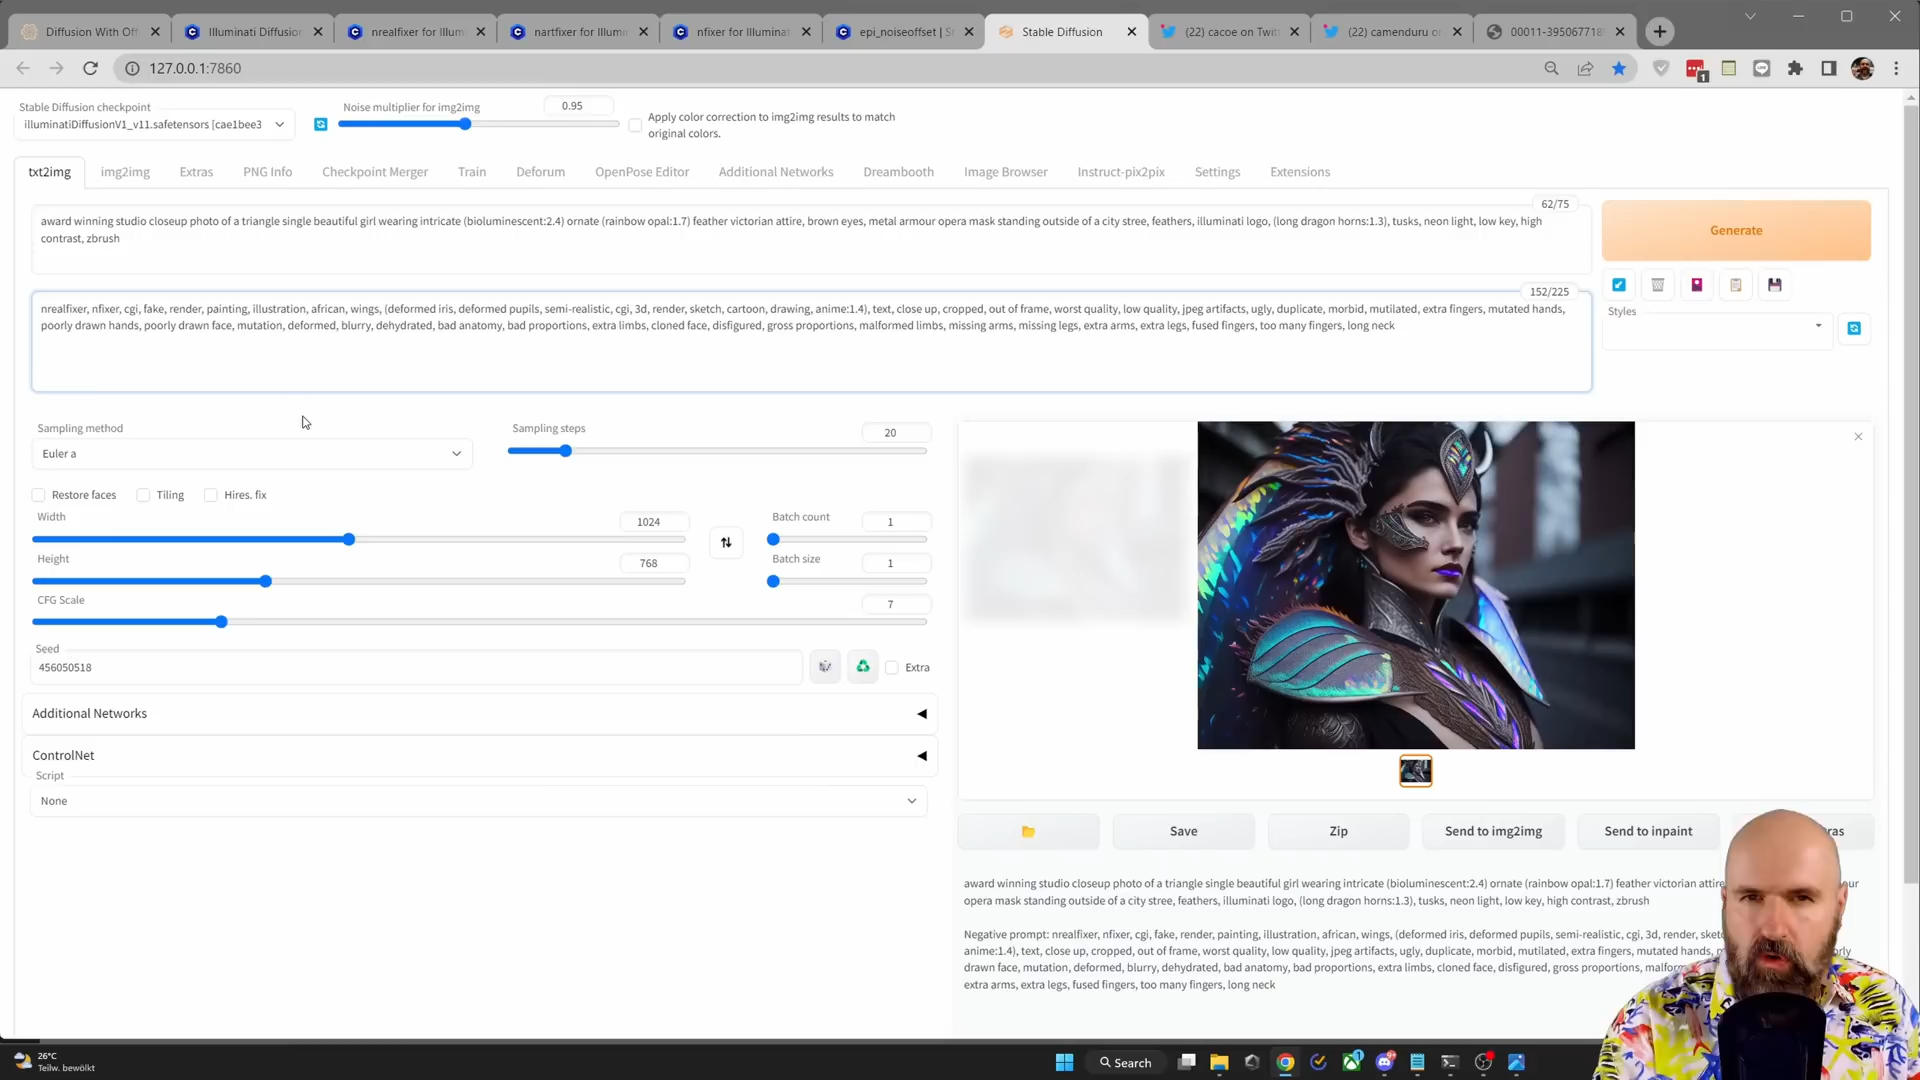 Diffusion With Off
Illuminati Diffusion
nrealfixer for Illum
nartfixer for Illumi
nfixer for Illuminat
epi_noiseoffset | S
Stable Diffusion
(22) cacoe on Twit
(22) camenduru o
00011-395067718
127.0.0.1:7860
Stable Diffusion checkpoint
illuminatiDiffusionV1_v11.safetensors [cae1bee3
Noise multiplier for img2img
0.95
Apply color correction to img2img results to match
original colors.
txt2img img2img Extras PNG Info Checkpoint Merger Train Deforum OpenPose Editor Additional Networks Dreambooth Image Browser Instruct-pix2pix Settings Extensions
62/75
award winning studio closeup photo of a triangle single beautiful girl wearing intricate (bioluminescent:2.4) ornate (rainbow opal:1.7) feather victorian attire, brown eyes, metal armour opera mask standing outside of a city stree, feathers, illuminati logo, (long dragon horns:1.3), tusks, neon light, low key, high
contrast, zbrush
Generate
152/225
nrealfixer, nfixer, cgi, fake, render, painting, illustration, african, wings, (deformed iris, deformed pupils, semi-realistic, cgi, 3d, render, sketch, cartoon, drawing, anime:1.4), text, close up, cropped, out of frame, worst quality, low quality, jpeg artifacts, ugly, duplicate, morbid, mutilated, extra fingers, mutated hands,
poorly drawn hands, poorly drawn face, mutation, deformed, blurry, dehydrated, bad anatomy, bad proportions, extra limbs, cloned face, disfigured, gross proportions, malformed limbs, missing arms, missing legs, extra arms, extra legs, fused fingers, too many fingers, long neck
Styles
Sampling method
Euler a
Sampling steps
20
Restore faces Tiling Hires. fix
Width
1024
Height
768
Batch count
1
Batch size
1
CFG Scale
7
Seed
456050518
Extra
Additional Networks
ControlNet
Script
None
Save Zip Send to img2img Send to inpaint ras
award winning studio closeup photo of a triangle single beautiful girl wearing intricate (bioluminescent:2.4) ornate (rainbow opal:1.7) feather victorian attire our
opera mask standing outside of a city stree, feathers, illuminati logo, (long dragon horns:1.3), tusks, neon light, low key, high contrast, zbrush
Negative prompt: nrealfixer, nfixer, cgi, fake, render, painting, illustration, african, wings, (deformed iris, deformed pupils, semi-realistic, cgi, 3d, render, sketc
anime:1.4), text, close up, cropped, out of frame, worst quality, low quality, jpeg artifacts, ugly, duplicate, morbid, mutilated, extra fingers, mutated hands, orly
drawn face, mutation, deformed, blurry, dehydrated, bad anatomy, bad proportions, extra limbs, cloned face, disfigured, gross proportions, malfor
extra arms, extra legs, fused fingers, too many fingers, long neck
26°C
Teilw. bewölkt
Search